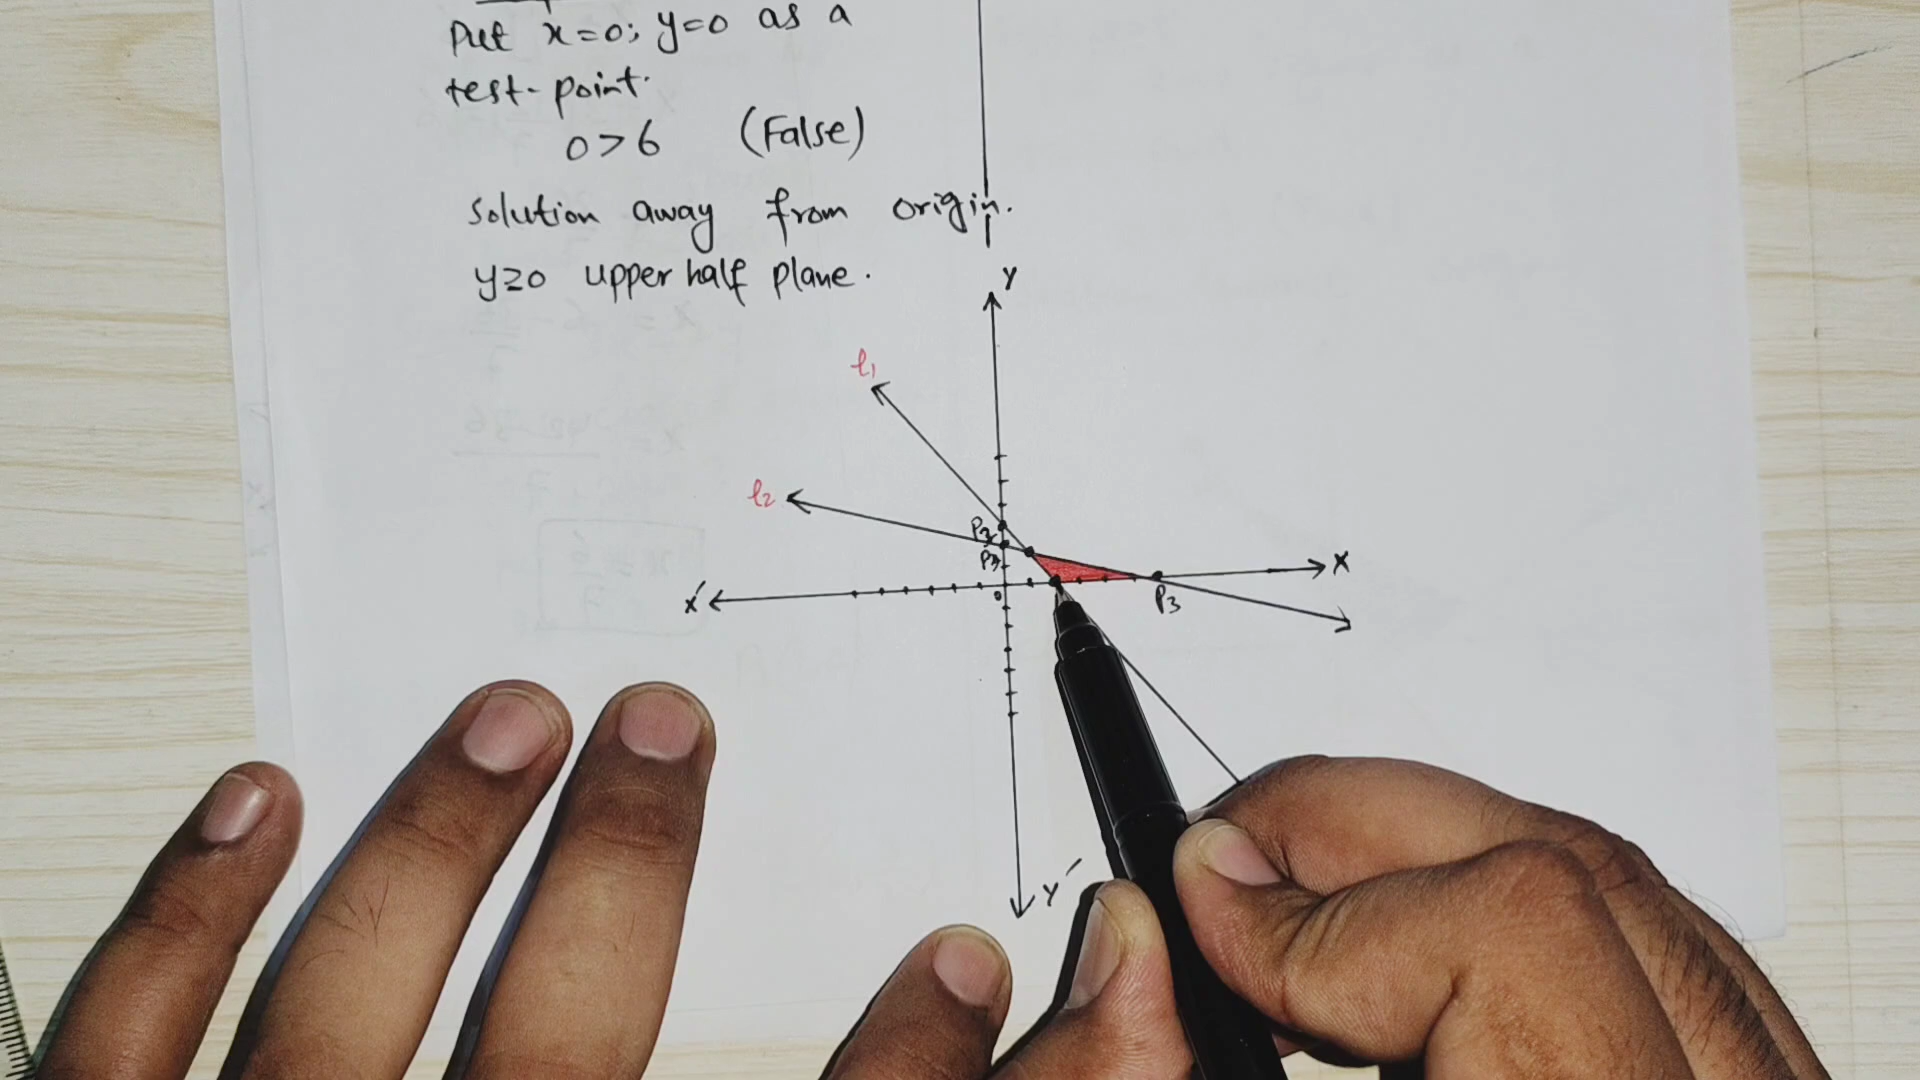 Put x=0; y=0 as a
test-point.
0>6 (False)
Solution away from origin.
y≥0 upper half plane.
Y
l1
l2
P2
X
X'
0
P3
Y'